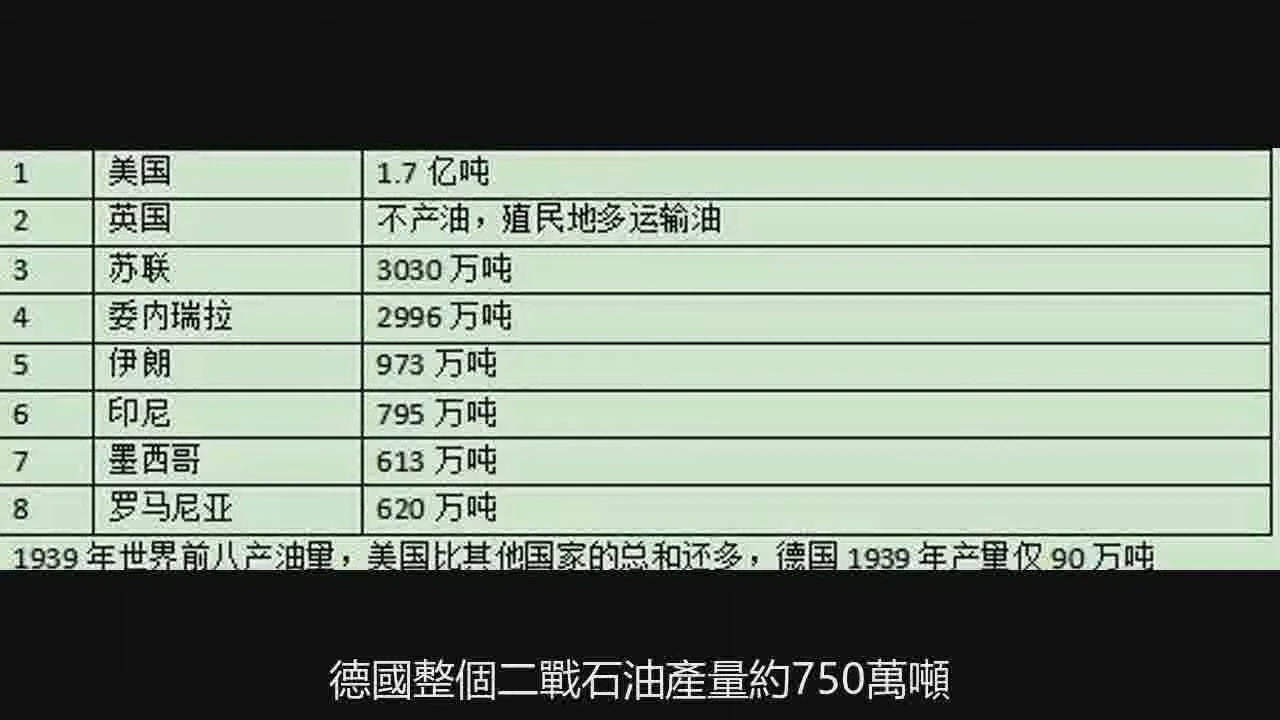 1 美国 1.7 亿吨
2 英国 不产油，殖民地多运输油
3 苏联 3030 万吨
4 委内瑞拉 2996 万吨
5 伊朗 973 万吨
6 印尼 795 万吨
7 墨西哥 613 万吨
8 罗马尼亚 620 万吨
1939 年世界前八产油量，美国比其他国家的总和还多，德国 1939 年产量仅 90 万吨
德國整個二戰石油產量約750萬噸